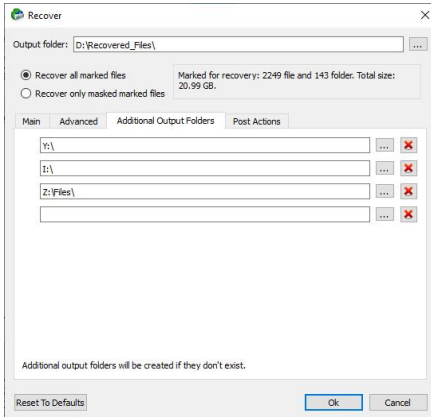 Recover
Output folder: D:\Recovered_Files\ ...
Recover all marked files
Recover only masked marked files
Marked for recovery: 2249 file and 143 folder. Total size:
20.99 GB.
Main Advanced Additional Output Folders Post Actions
Y:\ ...
I:\ ...
Z:\Files\ ...
...
Additional output folders will be created if they don't exist.
Reset To Defaults Ok Cancel